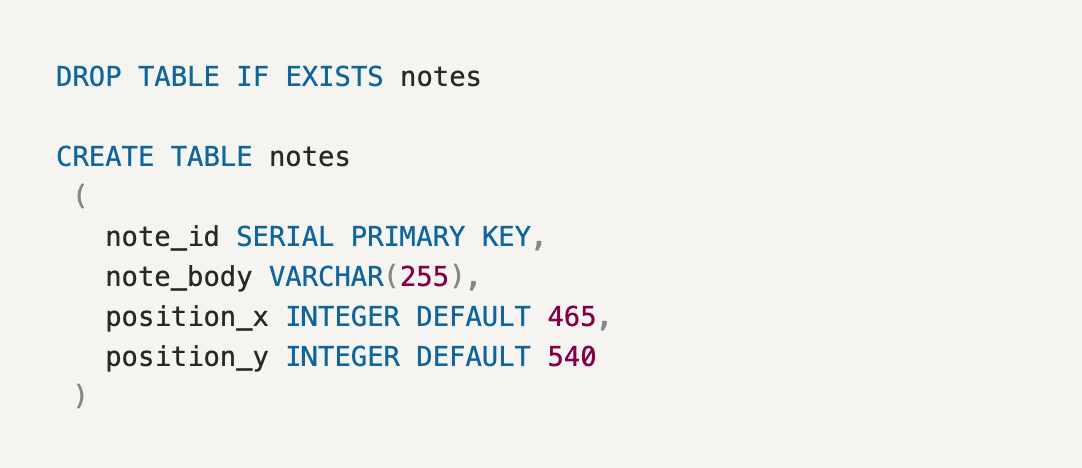 DROP TABLE IF EXISTS notes
CREATE TABLE notes
(
note_id SERIAL PRIMARY KEY,
note_body VARCHAR(255),
position_x INTEGER DEFAULT 465,
position_y INTEGER DEFAULT 540
)